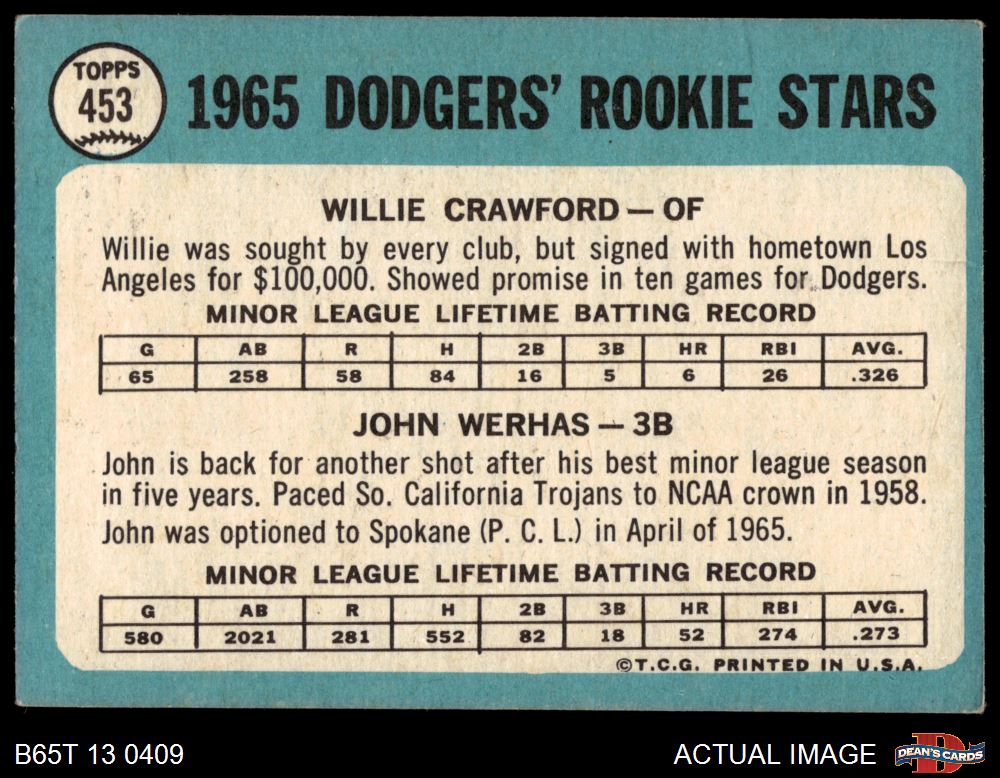 TOPPS
453
1965 DODGERS' ROOKIE STARS
WILLIE CRAWFORD — OF
Willie was sought by every club, but signed with hometown Los
Angeles for $100,000. Showed promise in ten games for Dodgers.
MINOR LEAGUE LIFETIME BATTING RECORD
G AB R H 2B 3B HR RBI AVG.
65 258 58 84 16 5 6 26 .326
JOHN WERHAS — 3B
John is back for another shot after his best minor league season
in five years. Paced So. California Trojans to NCAA crown in 1958.
John was optioned to Spokane (P. C. L.) in April of 1965.
MINOR LEAGUE LIFETIME BATTING RECORD
G AB R H 2B 3B HR RBI AVG.
580 2021 281 552 82 18 52 274 .273
©T.C.G. PRINTED IN U.S.A.
B65T 13 0409
ACTUAL IMAGE
D
DEAN'S CARDS